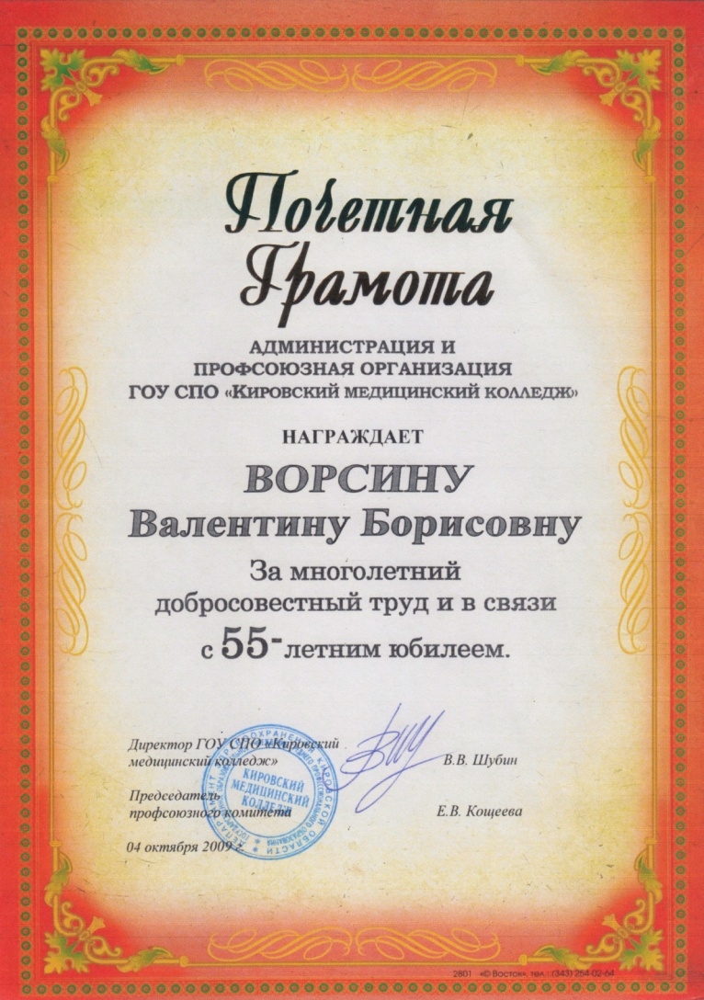 Почетная
Грамота
АДМИНИСТРАЦИЯ И
ПРОФСОЮЗНАЯ ОРГАНИЗАЦИЯ
ГОУ СПО «КИРОВСКИЙ МЕДИЦИНСКИЙ КОЛЛЕДЖ»
НАГРАЖДАЕТ
ВОРСИНУ
Валентину Борисовну
За многолетний
добросовестный труд и в связи
с 55-летним юбилеем.
Директор ГОУ СПО «Кировский
медицинский колледж»
В.В. Шубин
КИРОВСКИЙ
МЕДИЦИНСКИЙ
КОЛЛЕДЖ
Председатель
профсоюзного комитета
Е.В. Кощеева
04 октября 2009 г.
2801 «© Восток» тел.: (343) 264-02-64